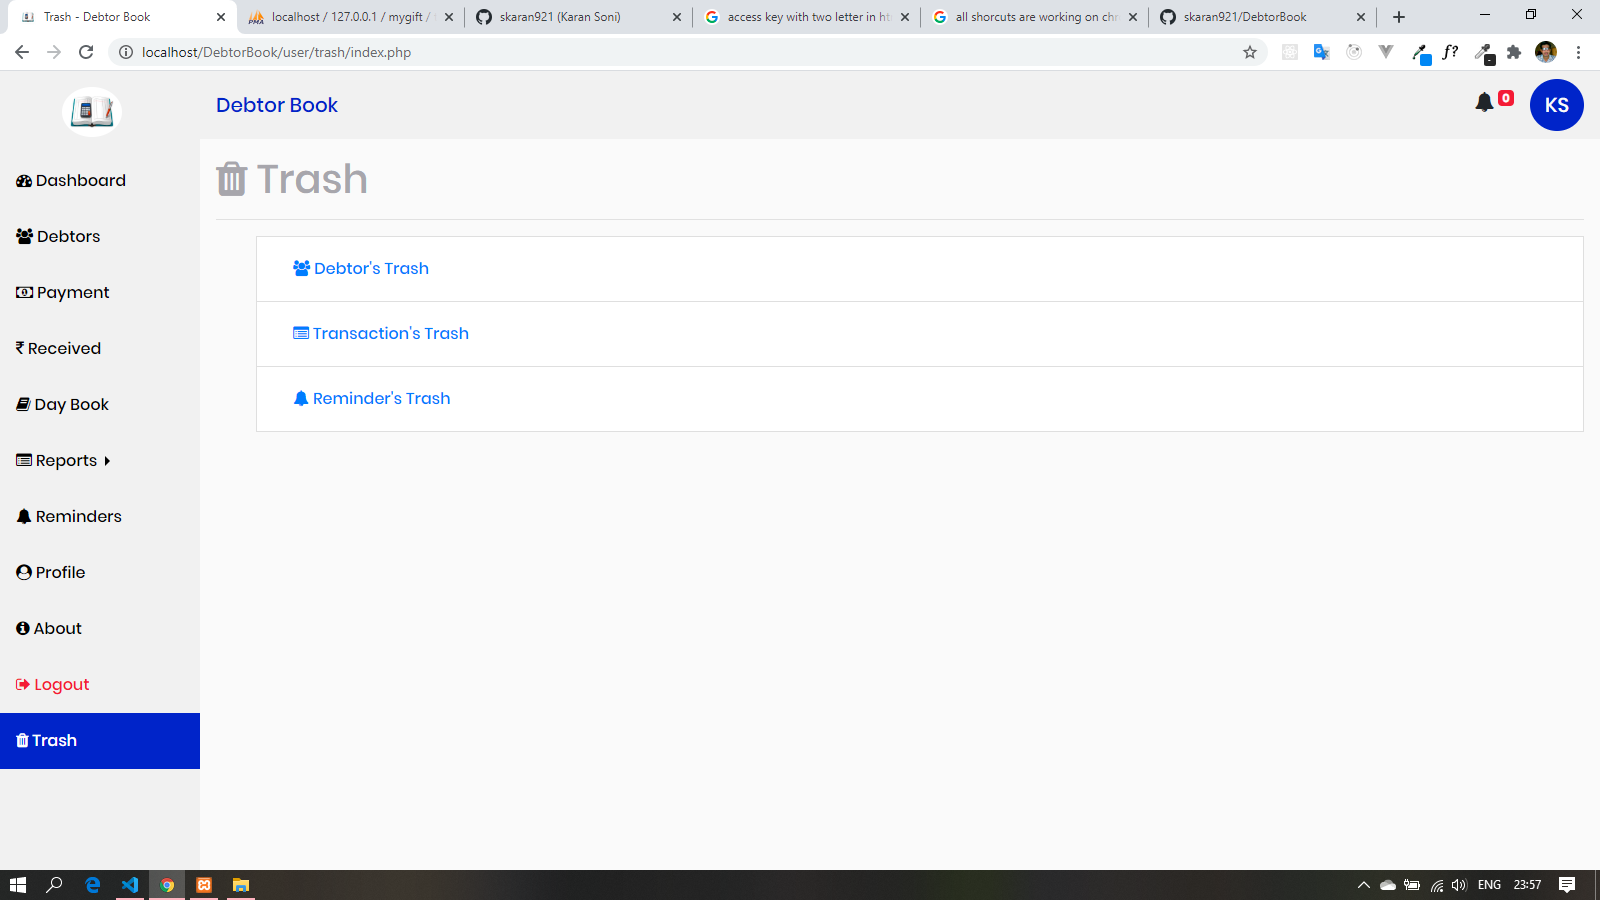 Trash - Debtor Book
localhost / 127.0.0.1 / mygift /
skaran921 (Karan Soni)
access key with two letter in ht
all shorcuts are working on chr
skaran921/DebtorBook
localhost/DebtorBook/user/trash/index.php
f?
Debtor Book
0
KS
Dashboard
Debtors
Payment
Received
Day Book
Reports
Reminders
Profile
About
Logout
Trash
Trash
Debtor's Trash
Transaction's Trash
Reminder's Trash
ENG
23:57